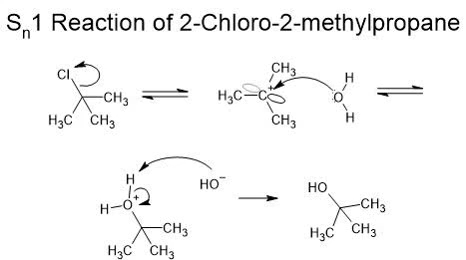 Sn1 Reaction of 2-Chloro-2-methylpropane
Cl
CH3
H3C CH3
CH3
H3C C+
CH3
H
O
H
H
H-O+
CH3
H3C CH3
HO-
HO
CH3
H3C CH3